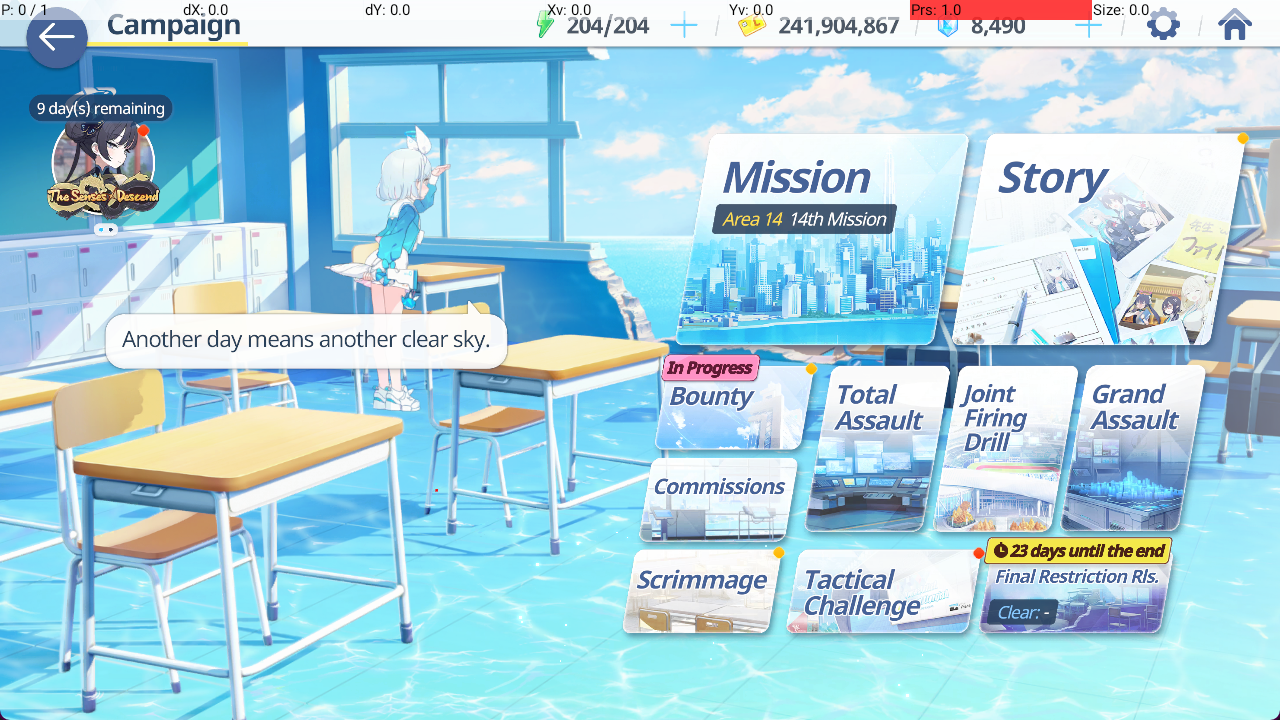 P: 0 / 1
dX: 0.0
dY: 0.0
Xv: 0.0
Yv: 0.0
Prs: 1.0
Size: 0.0
Campaign
204/204
241,904,867
8,490
9 day(s) remaining
The Senses Descend
Another day means another clear sky.
Mission
Area 14 14th Mission
Story
先生
ファイ
In Progress
Bounty
Total
Assault
Joint
Firing
Drill
Grand
Assault
Commissions
Scrimmage
Tactical
Challenge
23 days until the end
Final Restriction Rls.
Clear: -